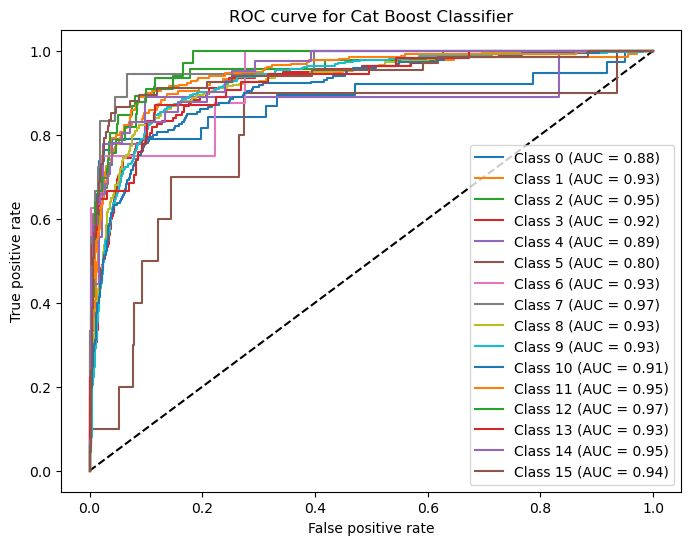 ROC curve for Cat Boost Classifier
1.0
0.8
0.6
0.4
0.2
0.0
True positive rate
Class 0 (AUC = 0.88)
Class 1 (AUC = 0.93)
Class 2 (AUC = 0.95)
Class 3 (AUC = 0.92)
Class 4 (AUC = 0.89)
Class 5 (AUC = 0.80)
Class 6 (AUC = 0.93)
Class 7 (AUC = 0.97)
Class 8 (AUC = 0.93)
Class 9 (AUC = 0.93)
Class 10 (AUC = 0.91)
Class 11 (AUC = 0.95)
Class 12 (AUC = 0.97)
Class 13 (AUC = 0.93)
Class 14 (AUC = 0.95)
Class 15 (AUC = 0.94)
0.0 0.2 0.4 0.6 0.8 1.0
False positive rate